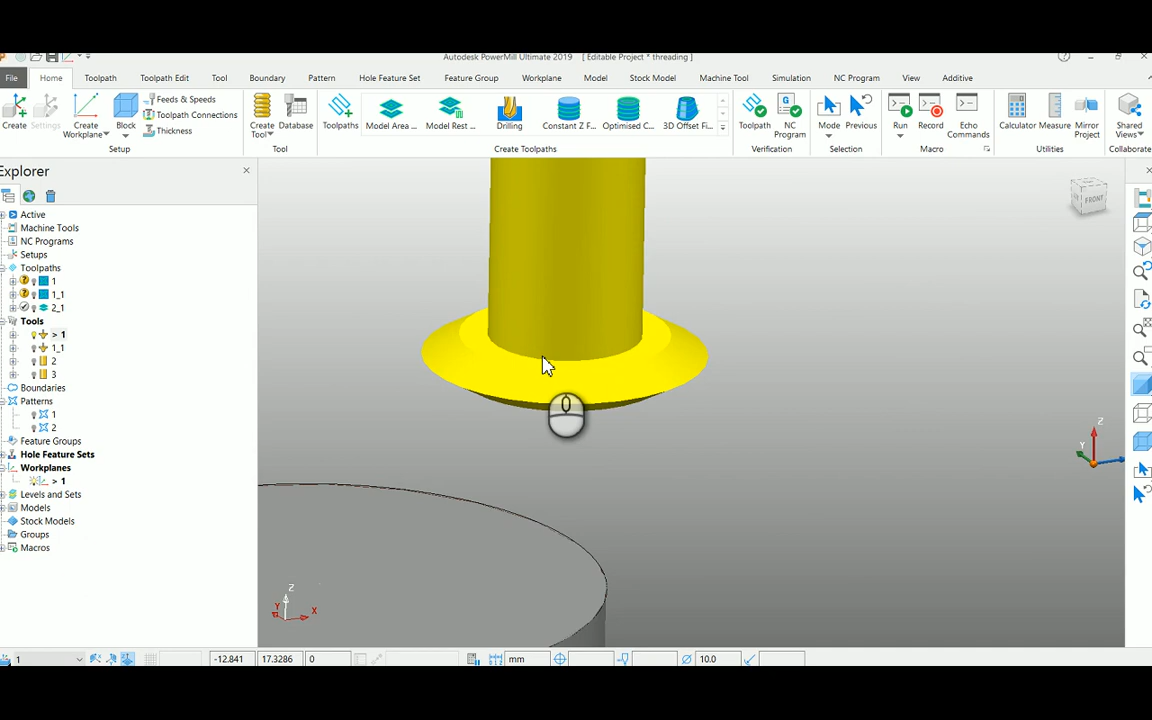 Autodesk PowerMill Ultimate 2019 [ Editable Project * threading ]
File Home Toolpath Toolpath Edit Tool Boundary Pattern Hole Feature Set Feature Group Workplane Model Stock Model Machine Tool Simulation NC Program View Additive
Create Settings Create Workplane Block Feeds & Speeds Toolpath Connections Thickness
Create Tool Database Toolpaths Model Area ... Model Rest ... Drilling Constant Z F... Optimised C... 3D Offset Fi...
Toolpath NC Program Mode Previous Run Record Echo Commands Calculator Measure Mirror Project Shared Views
Setup Tool Create Toolpaths Verification Selection Macro Utilities Collaborate
Explorer
FRONT
Active
Machine Tools
NC Programs
Setups
Toolpaths
1
1_1
2_1
Tools
> 1
1_1
2
3
Boundaries
Patterns
1
2
Feature Groups
Hole Feature Sets
Workplanes
> 1
Levels and Sets
Models
Stock Models
Groups
Macros
Z
Y
Z
Y X
1 -12.841 17.3286 0 mm 10.0